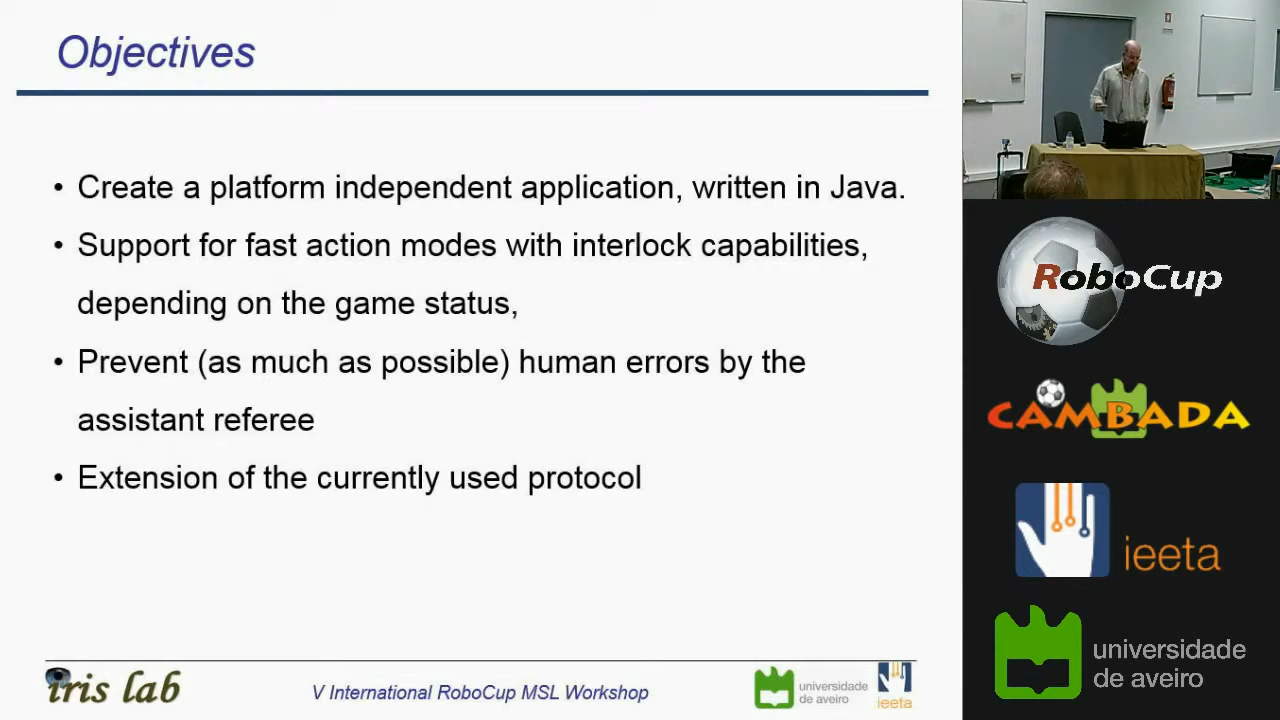 Objectives
• Create a platform independent application, written in Java.
• Support for fast action modes with interlock capabilities,
depending on the game status,
• Prevent (as much as possible) human errors by the
assistant referee
• Extension of the currently used protocol
iris lab
V International RoboCup MSL Workshop
universidade
de aveiro
ieeta
RoboCup
CAMBADA
ieeta
universidade
de aveiro